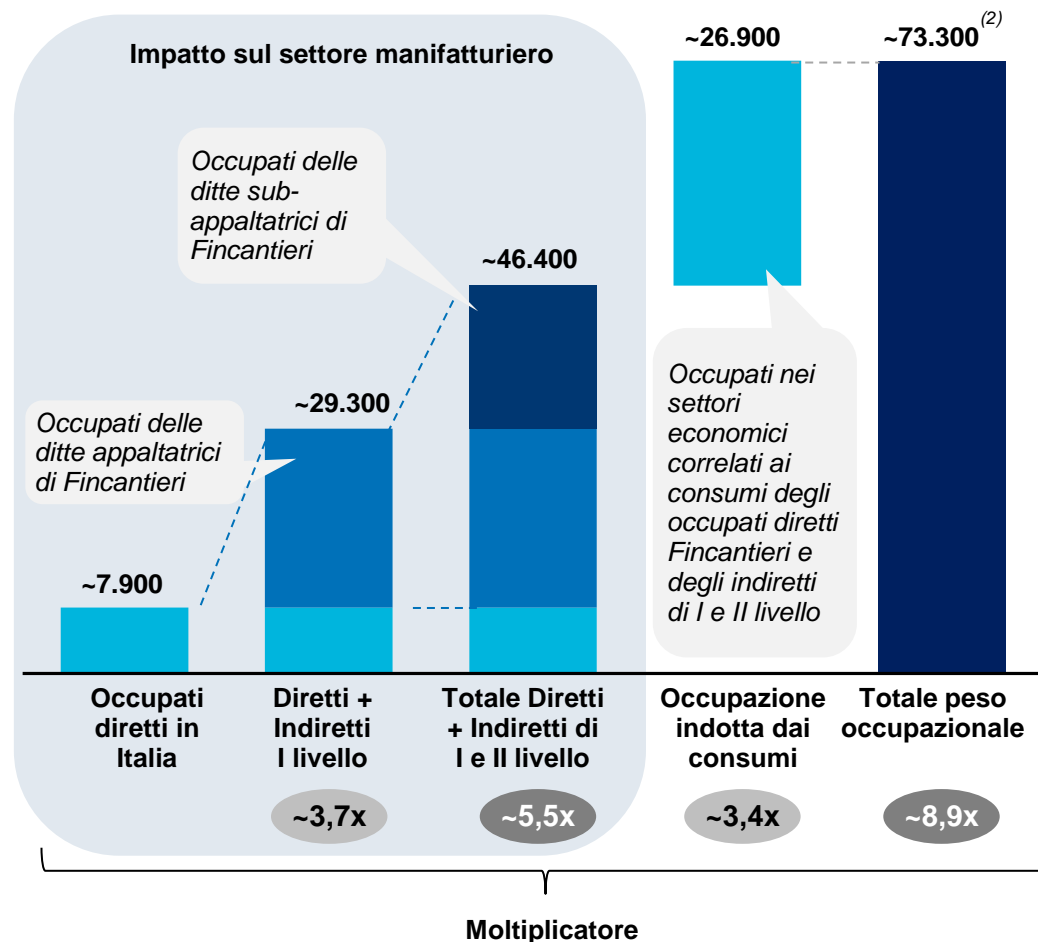 Impatto sul settore manifatturiero
~26.900
~73.300 (2)
Occupati delle
ditte sub-
appaltatrici di
Fincantieri
~46.400
Occupati delle
ditte appaltatrici
di Fincantieri
~29.300
Occupati nei
settori
economici
correlati ai
consumi degli
occupati diretti
Fincantieri e
degli indiretti
di I e II livello
~7.900
Occupati
diretti in
Italia
Diretti +
Indiretti
I livello
Totale Diretti
+ Indiretti di
I e II livello
Occupazione
indotta dai
consumi
Totale peso
occupazionale
~3,7x
~5,5x
~3,4x
~8,9x
Moltiplicatore